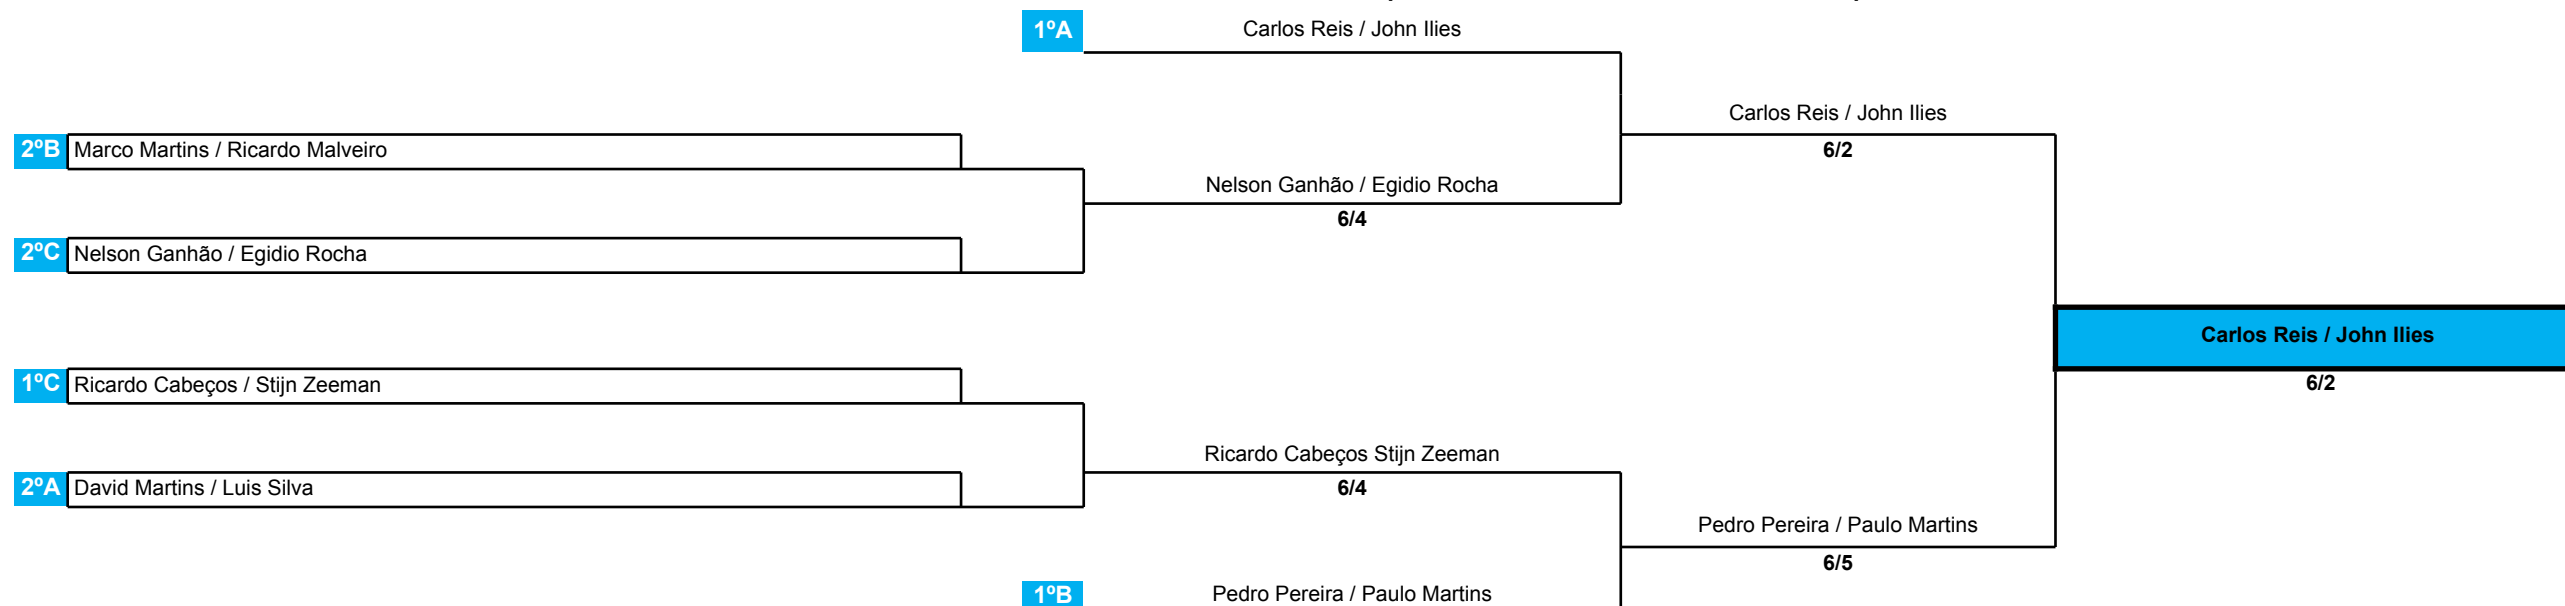 1ºA Carlos Reis / John Ilies
Carlos Reis / John Ilies
6/2
2ºB Marco Martins / Ricardo Malveiro
Nelson Ganhão / Egidio Rocha
6/4
2ºC Nelson Ganhão / Egidio Rocha
Carlos Reis / John Ilies
6/2
1ºC Ricardo Cabeços / Stijn Zeeman
Ricardo Cabeços Stijn Zeeman
6/4
2ºA David Martins / Luis Silva
Pedro Pereira / Paulo Martins
6/5
1ºB Pedro Pereira / Paulo Martins